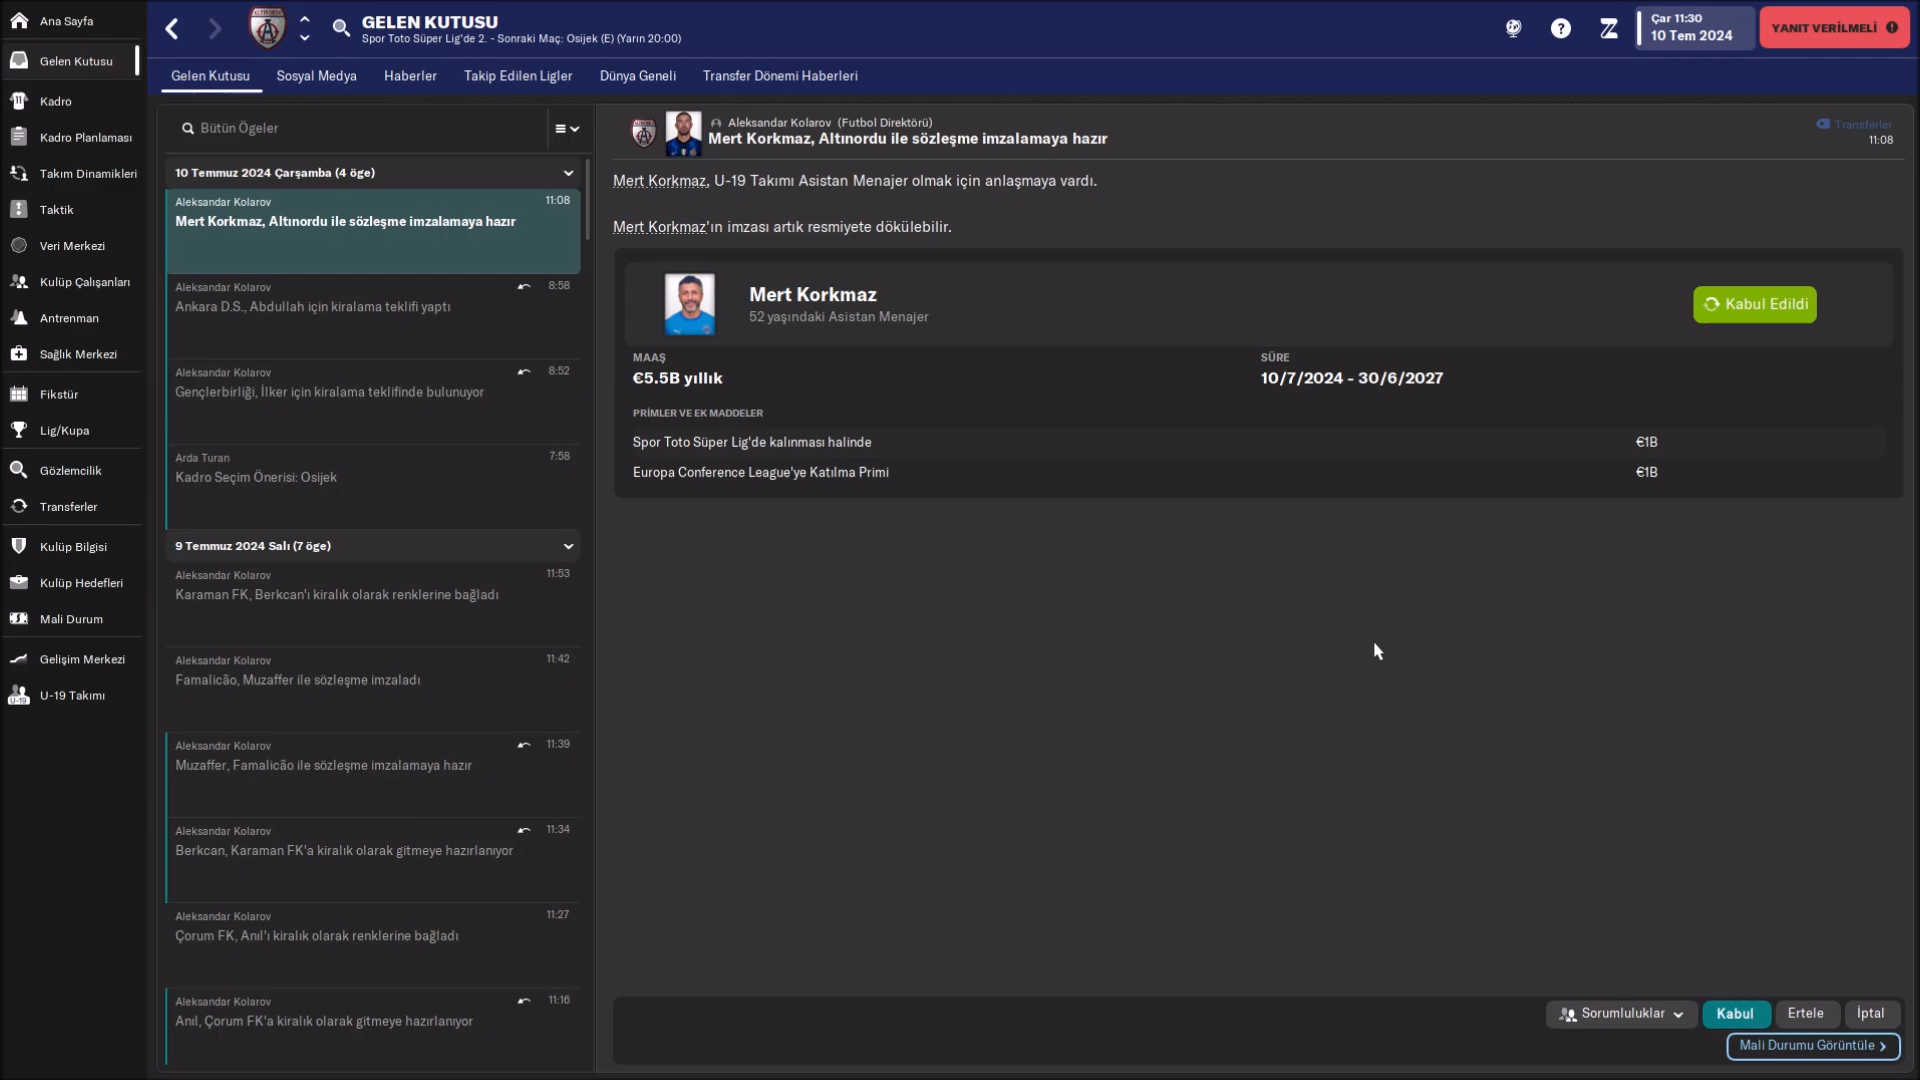 Ana Sayfa
Gelen Kutusu
Kadro
Kadro Planlaması
Takım Dinamikleri
Taktik
Veri Merkezi
Kulüp Çalışanları
Antrenman
Sağlık Merkezi
Fikstür
Lig/Kupa
Gözlemcilik
Transferler
Kulüp Bilgisi
Kulüp Hedefleri
Mali Durum
Gelişim Merkezi
U-19 Takımı
GELEN KUTUSU
Spor Toto Süper Lig'de 2. - Sonraki Maç: Osijek (E) (Yarın 20:00)
Çar 11:30
10 Tem 2024
YANIT VERİLMELİ
Gelen Kutusu Sosyal Medya Haberler Takip Edilen Ligler Dünya Geneli Transfer Dönemi Haberleri
Bütün Ögeler
10 Temmuz 2024 Çarşamba (4 öge)
Aleksandar Kolarov 11:08
Mert Korkmaz, Altınordu ile sözleşme imzalamaya hazır
Aleksandar Kolarov 8:58
Ankara D.S., Abdullah için kiralama teklifi yaptı
Aleksandar Kolarov 8:52
Gençlerbirliği, İlker için kiralama teklifinde bulunuyor
Arda Turan 7:58
Kadro Seçim Önerisi: Osijek
9 Temmuz 2024 Salı (7 öge)
Aleksandar Kolarov 11:53
Karaman FK, Berkcan'ı kiralık olarak renklerine bağladı
Aleksandar Kolarov 11:42
Famalicão, Muzaffer ile sözleşme imzaladı
Aleksandar Kolarov 11:39
Muzaffer, Famalicão ile sözleşme imzalamaya hazır
Aleksandar Kolarov 11:34
Berkcan, Karaman FK'a kiralık olarak gitmeye hazırlanıyor
Aleksandar Kolarov 11:27
Çorum FK, Anıl'ı kiralık olarak renklerine bağladı
Aleksandar Kolarov 11:16
Anıl, Çorum FK'a kiralık olarak gitmeye hazırlanıyor
Aleksandar Kolarov (Futbol Direktörü)
Mert Korkmaz, Altınordu ile sözleşme imzalamaya hazır
Transferler
11:08
Mert Korkmaz, U-19 Takımı Asistan Menajer olmak için anlaşmaya vardı.
Mert Korkmaz'ın imzası artık resmiyete dökülebilir.
Mert Korkmaz
52 yaşındaki Asistan Menajer
Kabul Edildi
MAAŞ SÜRE
€5.5B yıllık 10/7/2024 - 30/6/2027
PRİMLER VE EK MADDELER
Spor Toto Süper Lig'de kalınması halinde €1B
Europa Conference League'ye Katılma Primi €1B
Sorumluluklar Kabul Ertele İptal
Mali Durumu Görüntüle